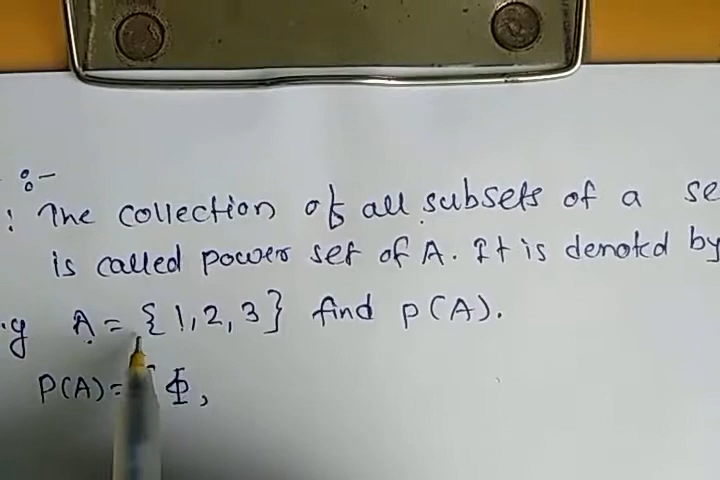 :-
: The collection of all subsets of a se
is called power set of A. It is denoted by
.g A = {1,2,3} find p(A).
P(A)= { Φ,